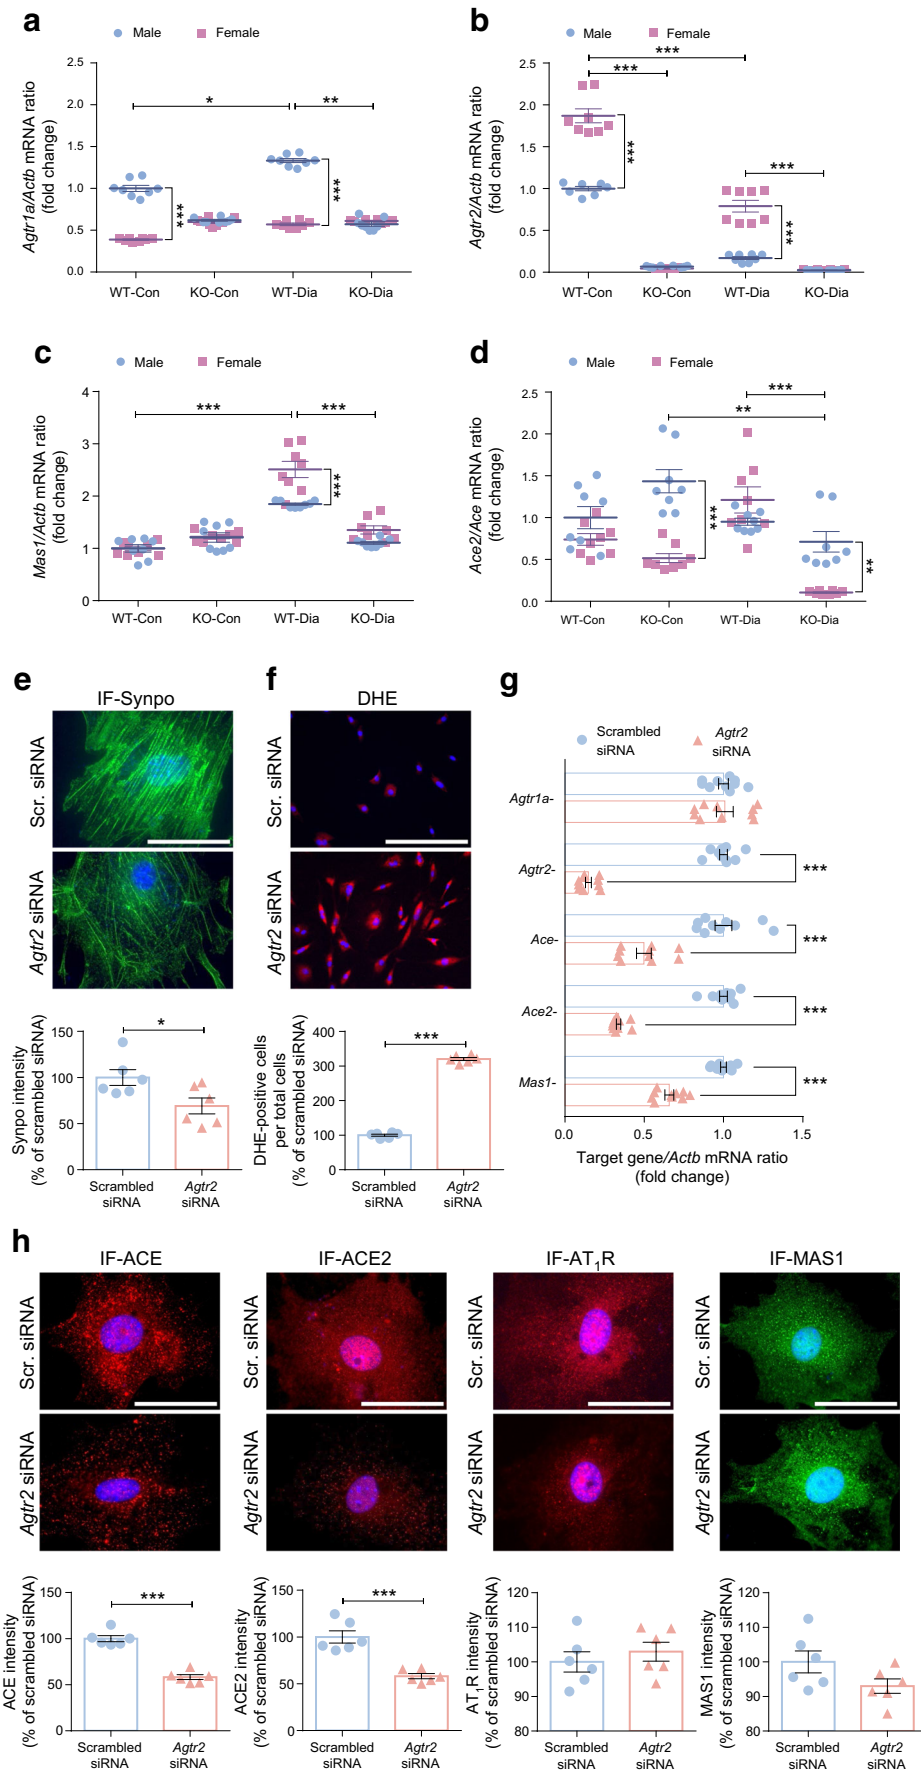 a
Male Female
Agtr1a/Actb mRNA ratio
(fold change)
2.5
2.0
1.5
1.0
0.5
0.0
* **
***
***
WT-Con KO-Con WT-Dia KO-Dia
b
Male Female
Agtr2/Actb mRNA ratio
(fold change)
2.5
2.0
1.5
1.0
0.5
0.0
***
***
***
***
***
WT-Con KO-Con WT-Dia KO-Dia
c
Male Female
Mas1/Actb mRNA ratio
(fold change)
4
3
2
1
0
*** ***
***
WT-Con KO-Con WT-Dia KO-Dia
d
Male Female
Ace2/Ace mRNA ratio
(fold change)
2.5
2.0
1.5
1.0
0.5
0.0
***
**
***
**
WT-Con KO-Con WT-Dia KO-Dia
e
IF-Synpo
Scr. siRNA
Agtr2 siRNA
Synpo intensity
(% of scrambled siRNA)
150
100
50
0
*
Scrambled
siRNA
Agtr2
siRNA
f
DHE
Scr. siRNA
Agtr2 siRNA
DHE-positive cells
per total cells
(% of scrambled siRNA)
400
300
200
100
0
***
Scrambled
siRNA
Agtr2
siRNA
g
Scrambled
siRNA
Agtr2
siRNA
Agtr1a-
Agtr2-
***
Ace-
***
Ace2-
***
Mas1-
***
0.0 0.5 1.0 1.5
Target gene/Actb mRNA ratio
(fold change)
h
IF-ACE IF-ACE2 IF-AT1R IF-MAS1
Scr. siRNA Scr. siRNA Scr. siRNA Scr. siRNA
Agtr2 siRNA Agtr2 siRNA Agtr2 siRNA Agtr2 siRNA
ACE intensity
(% of scrambled siRNA)
150
100
50
0
***
Scrambled
siRNA
Agtr2
siRNA
ACE2 intensity
(% of scrambled siRNA)
150
100
50
0
***
Scrambled
siRNA
Agtr2
siRNA
AT1R intensity
(% of scrambled siRNA)
120
110
100
90
80
Scrambled
siRNA
Agtr2
siRNA
MAS1 intensity
(% of scrambled siRNA)
120
110
100
90
80
Scrambled
siRNA
Agtr2
siRNA